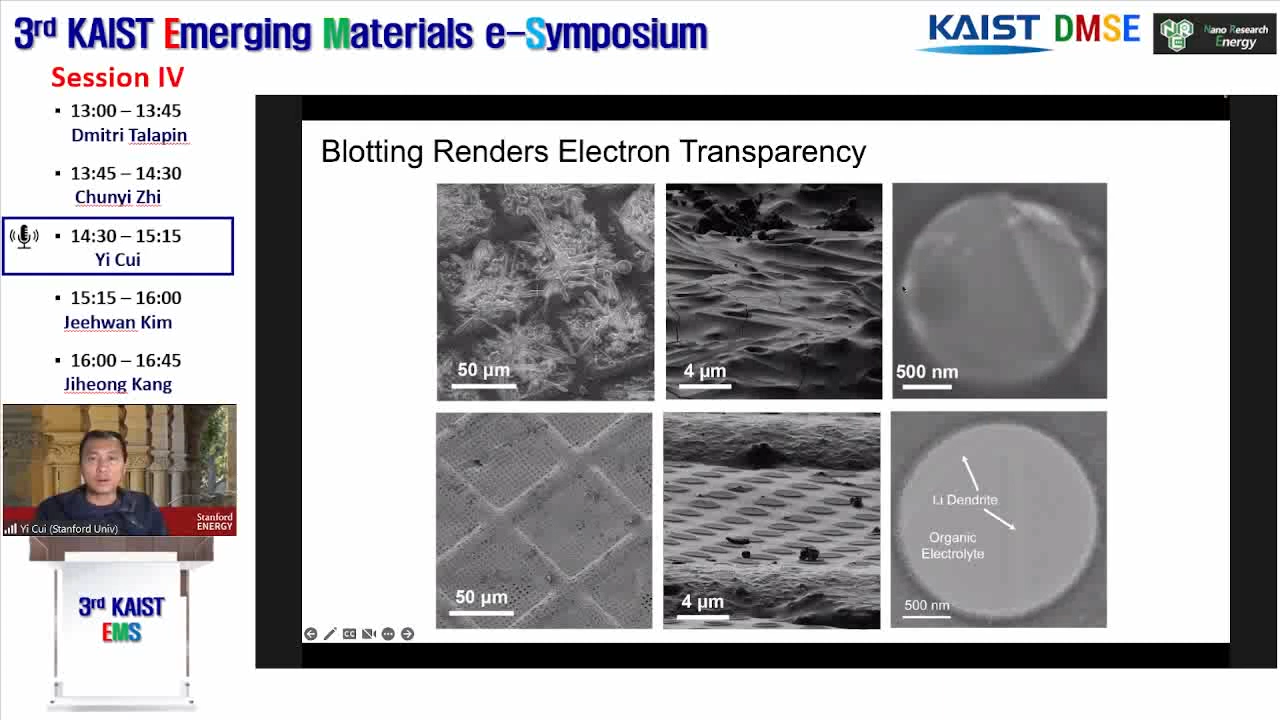 3rd KAIST Emerging Materials e-Symposium
KAIST DMSE
Nano Research
Energy
Session IV
▪ 13:00 – 13:45
Dmitri Talapin
▪ 13:45 – 14:30
Chunyi Zhi
▪ 14:30 – 15:15
Yi Cui
▪ 15:15 – 16:00
Jeehwan Kim
▪ 16:00 – 16:45
Jiheong Kang
Stanford
ENERGY
Yi Cui (Stanford Univ)
3rd KAIST
EMS
Blotting Renders Electron Transparency
50 µm
4 µm
500 nm
50 µm
4 µm
Li Dendrite
Organic
Electrolyte
500 nm
CC